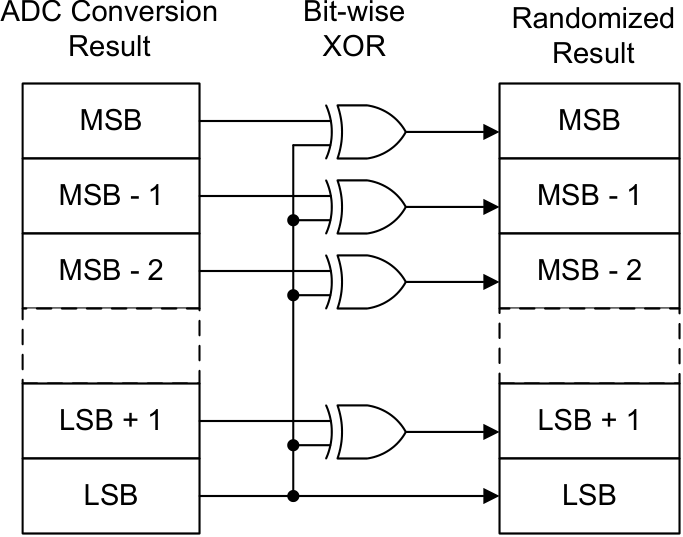 ADC Conversion
Result
Bit-wise
XOR
Randomized
Result
MSB
MSB
MSB - 1
MSB - 1
MSB - 2
MSB - 2
LSB + 1
LSB + 1
LSB
LSB